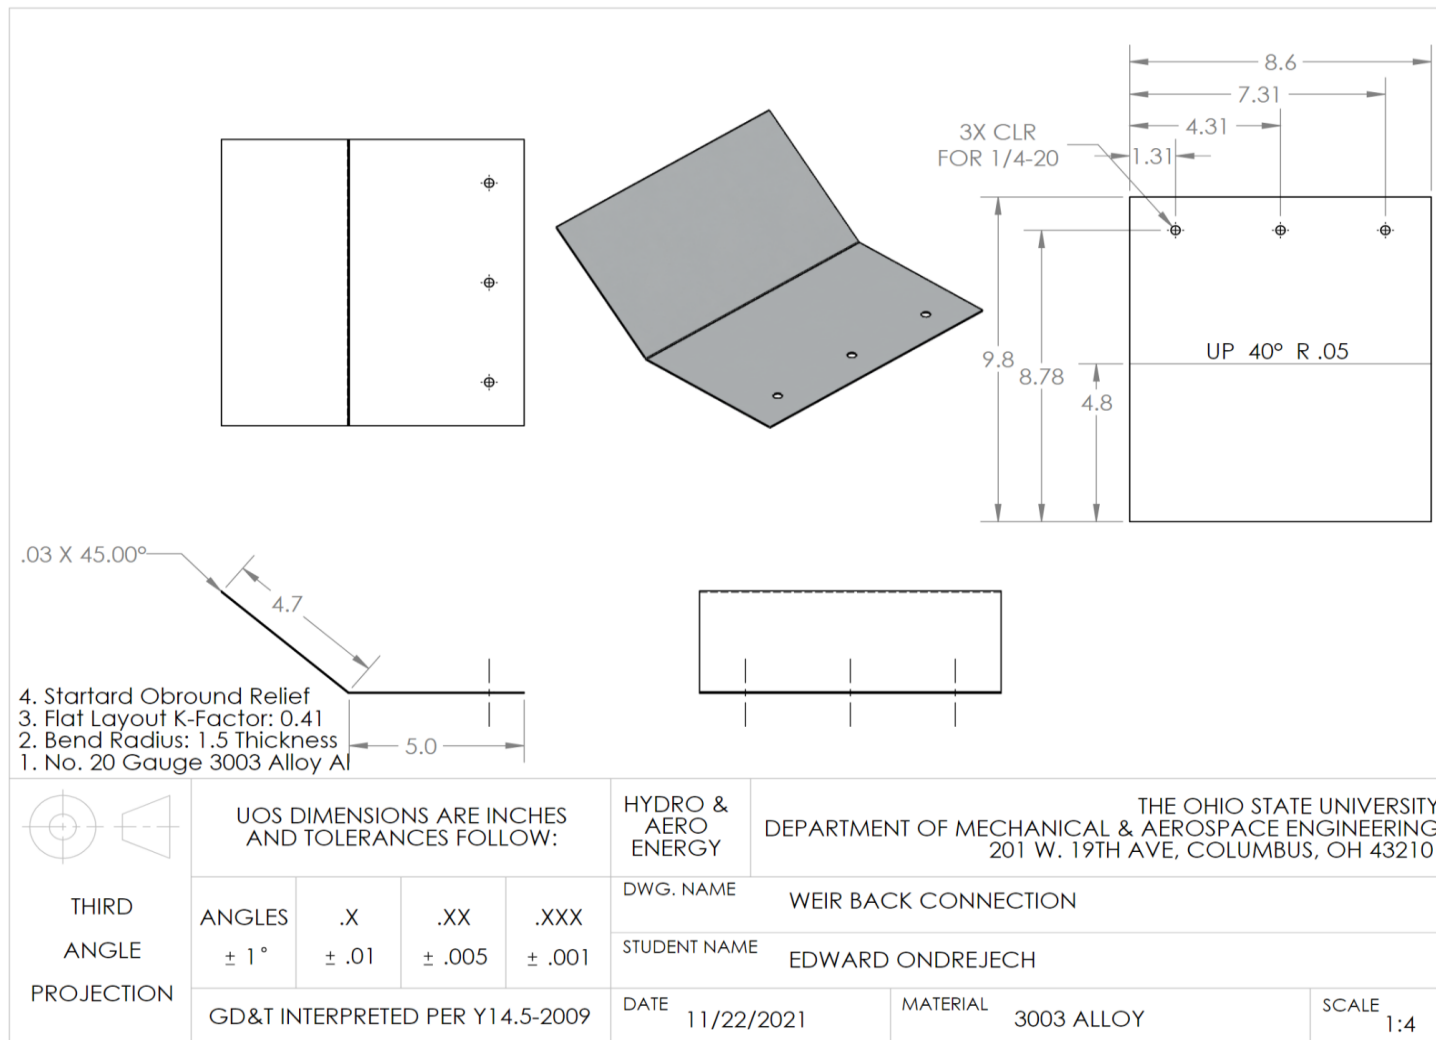 8.6
7.31
4.31
1.31
3X CLR
FOR 1/4-20
9.8
8.78
4.8
UP 40° R .05
.03 X 45.00°
4.7
5.0
4. Startard Obround Relief
3. Flat Layout K-Factor: 0.41
2. Bend Radius: 1.5 Thickness
1. No. 20 Gauge 3003 Alloy Al
THIRD
ANGLE
PROJECTION
UOS DIMENSIONS ARE INCHES
AND TOLERANCES FOLLOW:
ANGLES .X .XX .XXX
± 1° ± .01 ± .005 ± .001
GD&T INTERPRETED PER Y14.5-2009
HYDRO &
AERO
ENERGY
THE OHIO STATE UNIVERSITY
DEPARTMENT OF MECHANICAL & AEROSPACE ENGINEERING
201 W. 19TH AVE, COLUMBUS, OH 43210
DWG. NAME WEIR BACK CONNECTION
STUDENT NAME EDWARD ONDREJECH
DATE 11/22/2021
MATERIAL 3003 ALLOY
SCALE 1:4